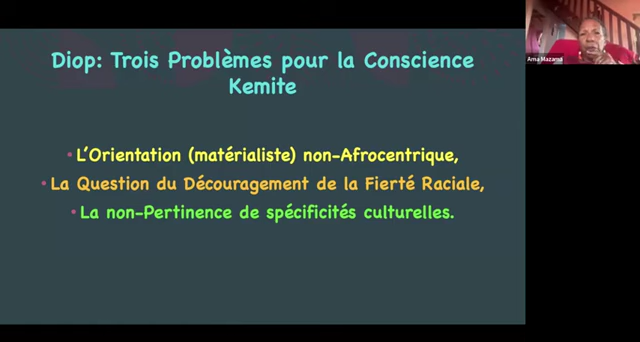 Diop: Trois Problèmes pour la Conscience
Kemite
• L'Orientation (matérialiste) non-Afrocentrique,
• La Question du Découragement de la Fierté Raciale,
• La non-Pertinence de spécificités culturelles.
Ama Mazama